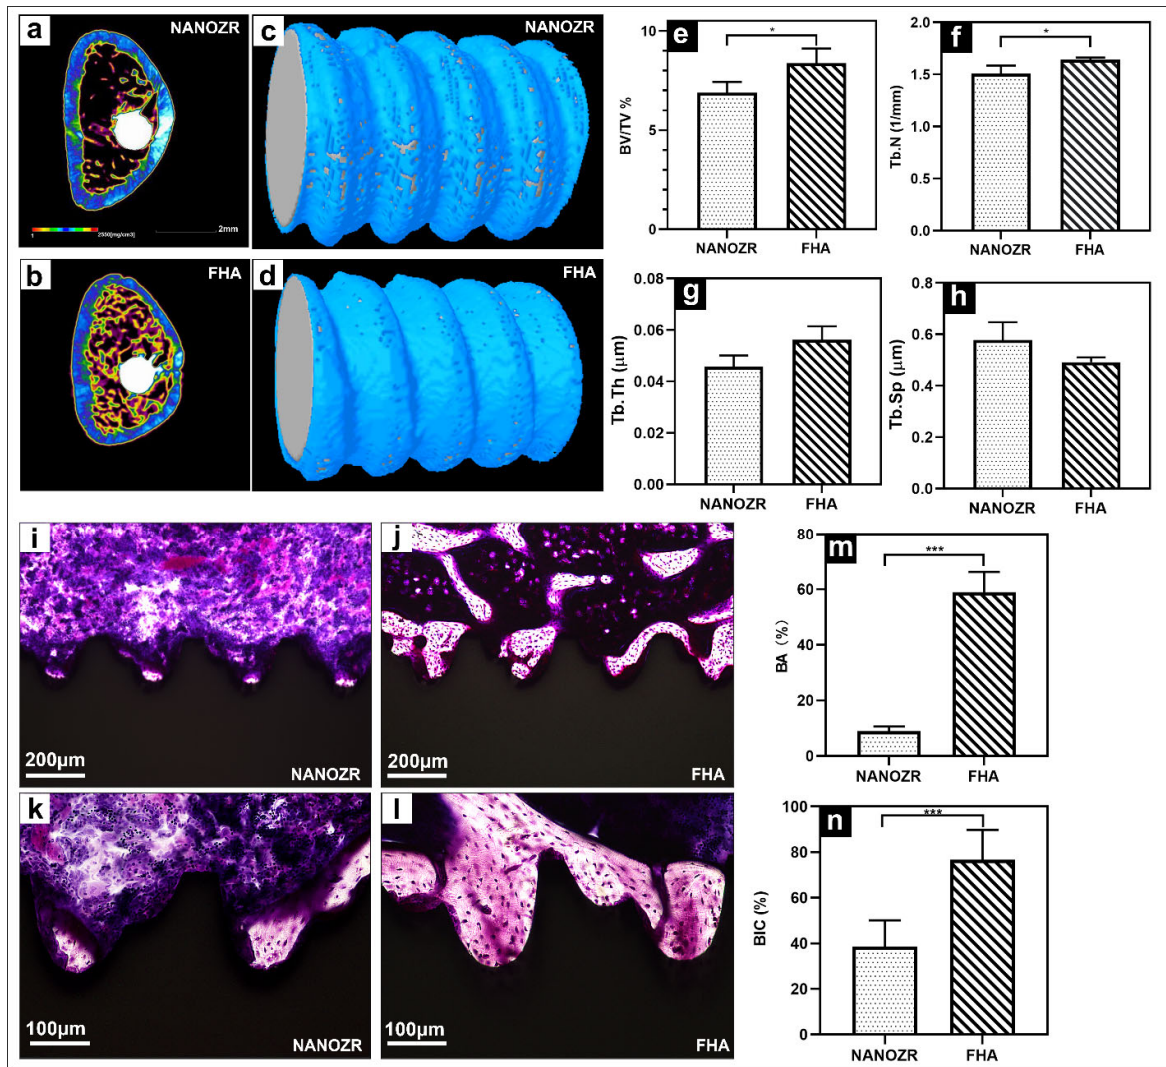 a
NANOZR
1
2550[mg/cm3]
2mm
c
NANOZR
b
FHA
d
FHA
e
BV/TV %
10
5
0
*
NANOZR
FHA
f
Tb.N (1/mm)
2.0
1.5
1.0
0.5
0.0
*
NANOZR
FHA
g
Tb.Th (μm)
0.08
0.06
0.04
0.02
0.00
NANOZR
FHA
h
Tb.Sp (μm)
0.8
0.6
0.4
0.2
0.0
NANOZR
FHA
i
200μm
NANOZR
j
200μm
FHA
k
100μm
NANOZR
l
100μm
FHA
m
BA (%)
80
60
40
20
0
***
NANOZR
FHA
n
BIC (%)
100
80
60
40
20
0
***
NANOZR
FHA